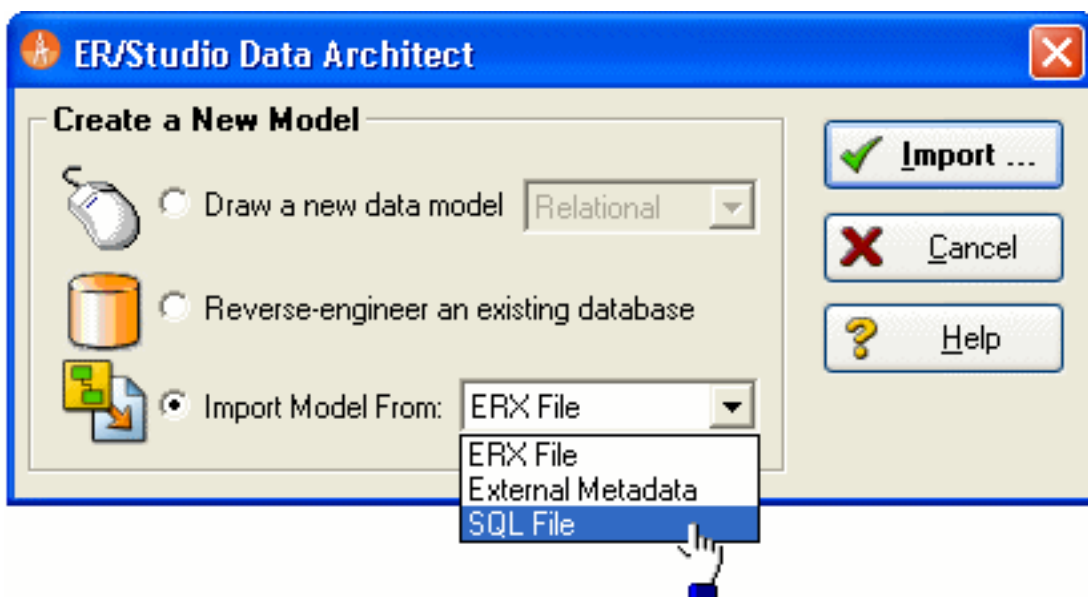 ER/Studio Data Architect
Create a New Model
Draw a new data model Relational
Reverse-engineer an existing database
Import Model From: ERX File
ERX File
External Metadata
SQL File
Import ...
Cancel
Help